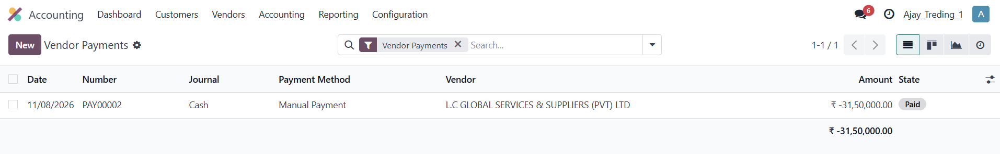 Accounting Dashboard Customers Vendors Accounting Reporting Configuration 6 Ajay_Treding_1 A
New Vendor Payments Vendor Payments Search... 1-1 / 1
Date Number Journal Payment Method Vendor Amount State
11/08/2026 PAY00002 Cash Manual Payment L.C GLOBAL SERVICES & SUPPLIERS (PVT) LTD ₹ -31,50,000.00 Paid
₹ -31,50,000.00